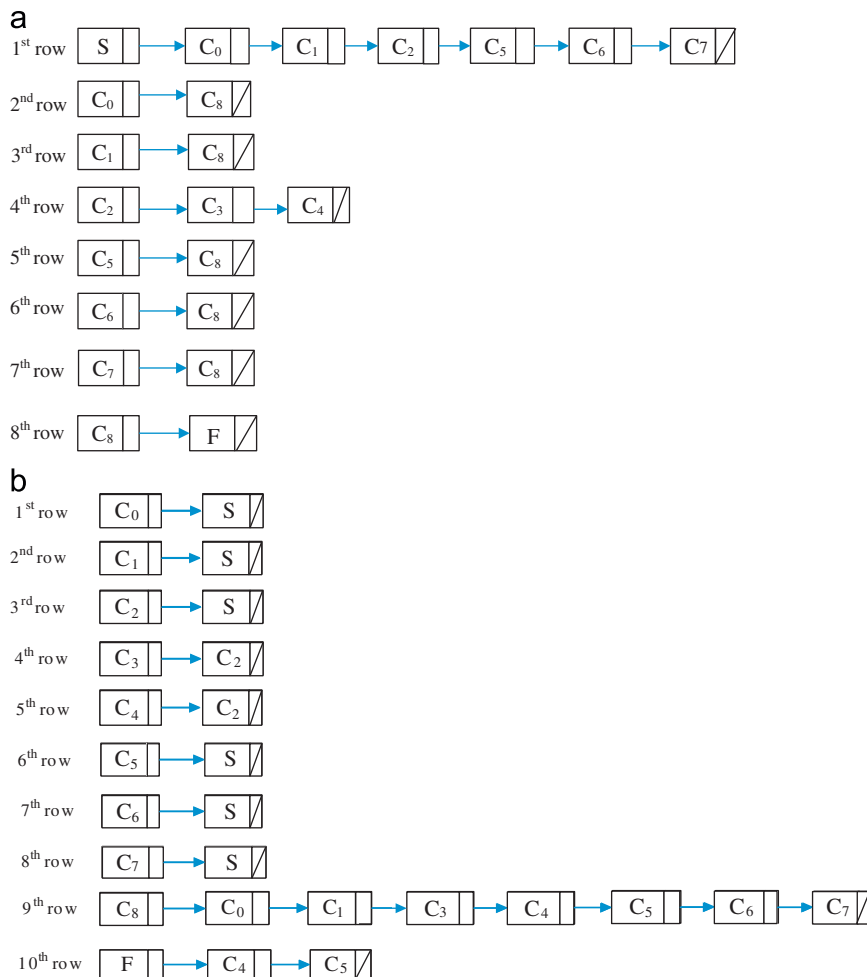 a
1st row S C0 C1 C2 C5 C6 C7
2nd row C0 C8
3rd row C1 C8
4th row C2 C3 C4
5th row C5 C8
6th row C6 C8
7th row C7 C8
8th row C8 F
b
1st row C0 S
2nd row C1 S
3rd row C2 S
4th row C3 C2
5th row C4 C2
6th row C5 S
7th row C6 S
8th row C7 S
9th row C8 C0 C1 C3 C4 C5 C6 C7
10th row F C4 C5